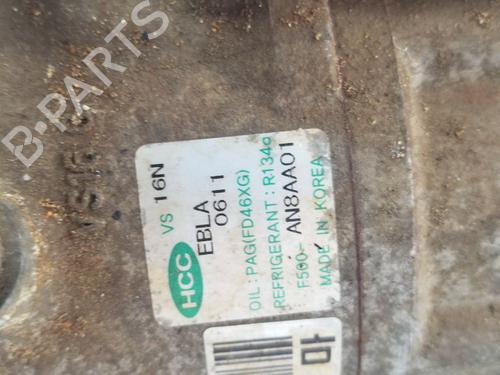 B-PARTS
HCC
VS 16N
EBLA
0611
OIL : PAG(FD46XG)
REFRIGERANT : R134a
F500- AN8AA01
MADE IN KOREA